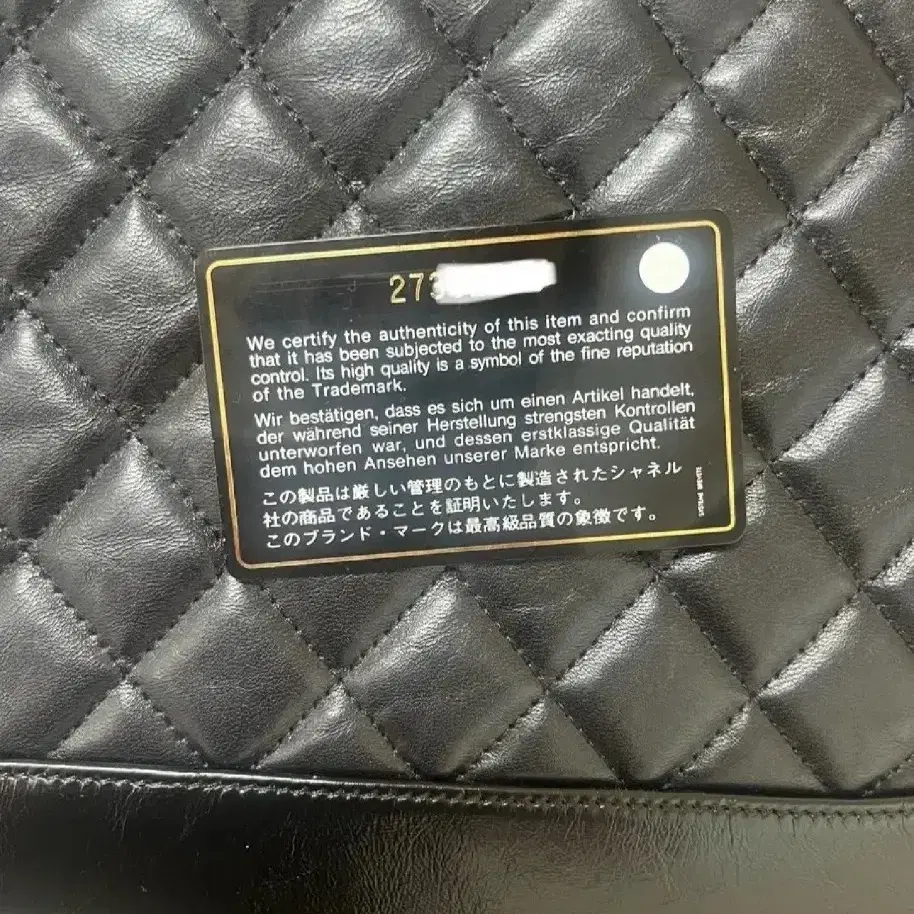 273
We certify the authenticity of this item and confirm
that it has been subjected to the most exacting quality
control. Its high quality is a symbol of the fine reputation
of the Trademark.
Wir bestätigen, dass es sich um einen Artikel handelt,
der während seiner Herstellung strengsten Kontrollen
unterworfen war, und dessen erstklassige Qualität
dem hohen Ansehen unserer Marke entspricht.
この製品は厳しい管理のもとに製造されたシャネル
社の商品であることを証明いたします。
このブランド・マークは最高級品質の象徴です。